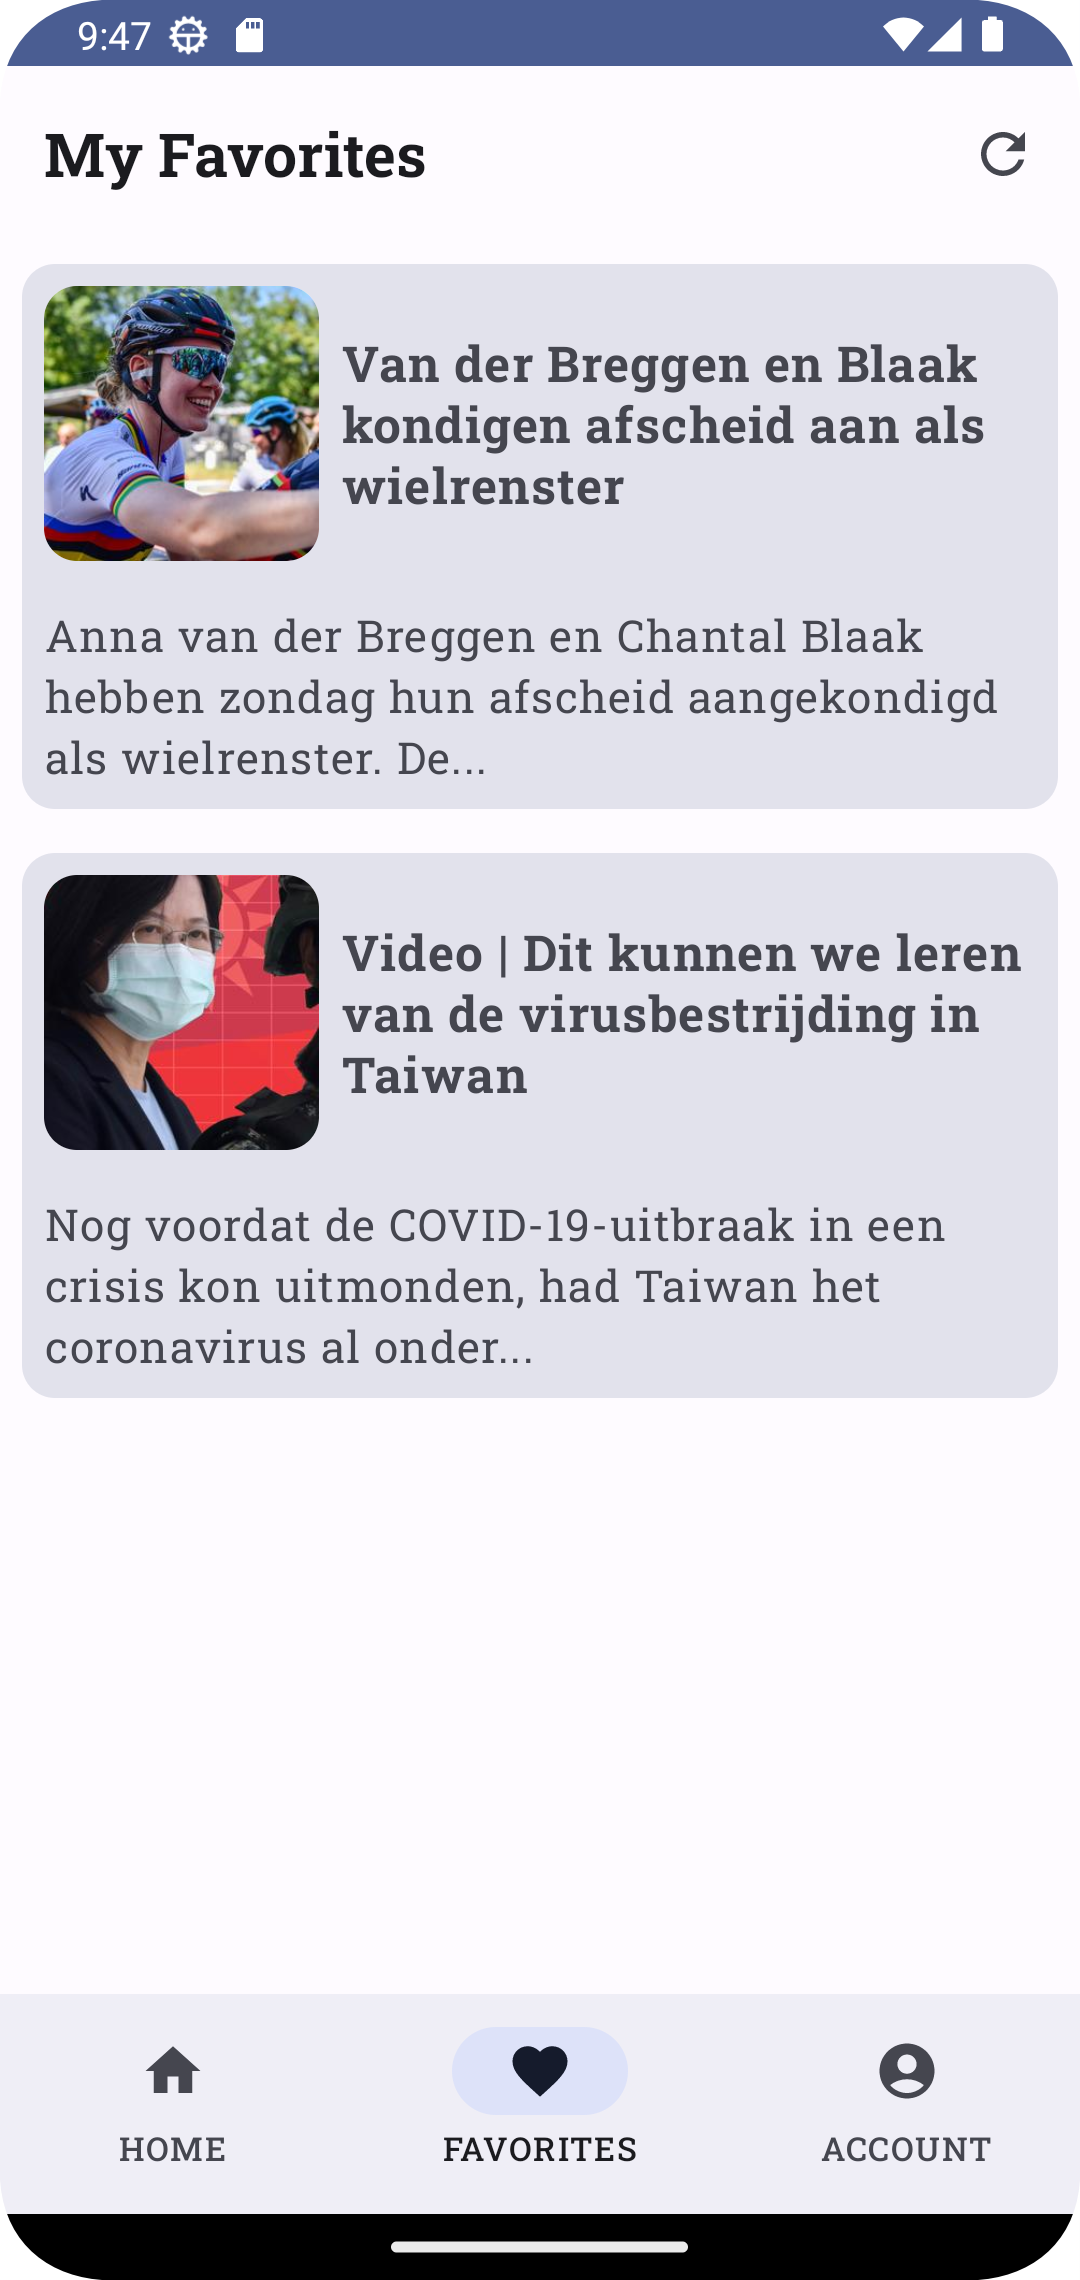 9:47
My Favorites
Van der Breggen en Blaak
kondigen afscheid aan als
wielrenster
Anna van der Breggen en Chantal Blaak
hebben zondag hun afscheid aangekondigd
als wielrenster. De...
Video | Dit kunnen we leren
van de virusbestrijding in
Taiwan
Nog voordat de COVID-19-uitbraak in een
crisis kon uitmonden, had Taiwan het
coronavirus al onder...
HOME
FAVORITES
ACCOUNT